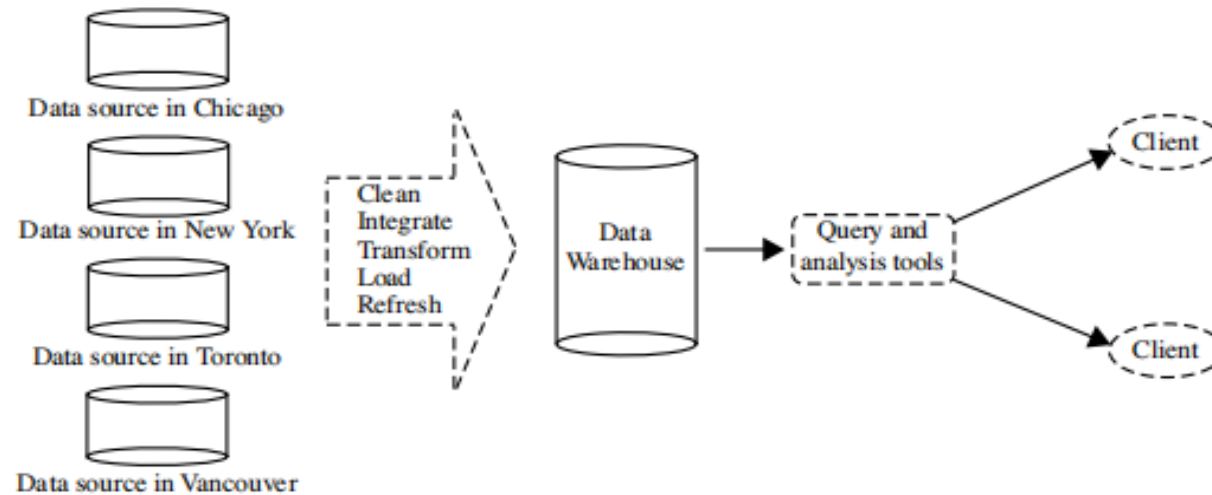 Data source in Chicago
Data source in New York
Data source in Toronto
Data source in Vancouver
Clean
Integrate
Transform
Load
Refresh
Data
Warehouse
Query and
analysis tools
Client
Client